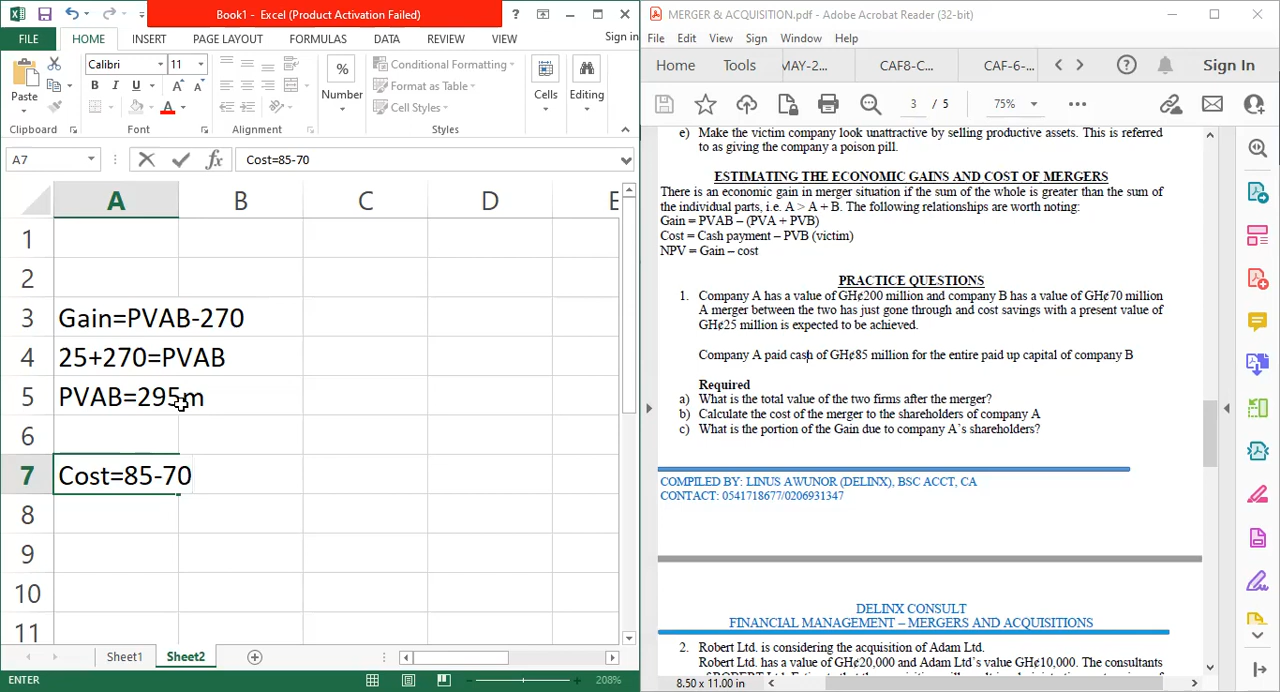 Book1 - Excel (Product Activation Failed)
FILE HOME INSERT PAGE LAYOUT FORMULAS DATA REVIEW VIEW Sign in
Calibri 11
Paste
B I U
Number
Conditional Formatting
Format as Table
Cell Styles
Cells
Editing
Clipboard Font Alignment Styles
A7 fx Cost=85-70
A B C D E
1
2
3 Gain=PVAB-270
4 25+270=PVAB
5 PVAB=295m
6
7 Cost=85-70
8
9
10
11
Sheet1 Sheet2
ENTER 208%
MERGER & ACQUISITION.pdf - Adobe Acrobat Reader (32-bit)
File Edit View Sign Window Help
Home Tools MAY-2... CAF8-C... CAF-6-... Sign In
3 / 5 75%
e) Make the victim company look unattractive by selling productive assets. This is referred
to as giving the company a poison pill.
ESTIMATING THE ECONOMIC GAINS AND COST OF MERGERS
There is an economic gain in merger situation if the sum of the whole is greater than the sum of
the individual parts, i.e. A > A + B. The following relationships are worth noting:
Gain = PVAB – (PVA + PVB)
Cost = Cash payment – PVB (victim)
NPV = Gain – cost
PRACTICE QUESTIONS
1. Company A has a value of GH¢200 million and company B has a value of GH¢70 million
A merger between the two has just gone through and cost savings with a present value of
GH¢25 million is expected to be achieved.
Company A paid cash of GH¢85 million for the entire paid up capital of company B
Required
a) What is the total value of the two firms after the merger?
b) Calculate the cost of the merger to the shareholders of company A
c) What is the portion of the Gain due to company A's shareholders?
COMPILED BY: LINUS AWUNOR (DELINX), BSC ACCT, CA
CONTACT: 0541718677/0206931347
DELINX CONSULT
FINANCIAL MANAGEMENT – MERGERS AND ACQUISITIONS
2. Robert Ltd. is considering the acquisition of Adam Ltd.
Robert Ltd. has a value of GH¢20,000 and Adam Ltd's value GH¢10,000. The consultants
8.50 x 11.00 in